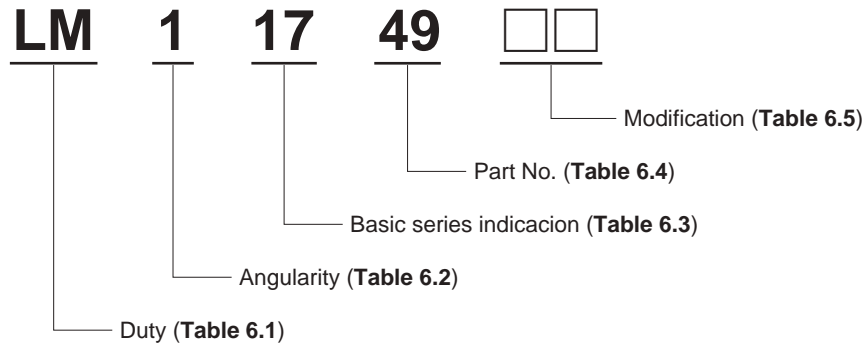 LM 1 17 49 □□
Modification (Table 6.5)
Part No. (Table 6.4)
Basic series indicacion (Table 6.3)
Angularity (Table 6.2)
Duty (Table 6.1)